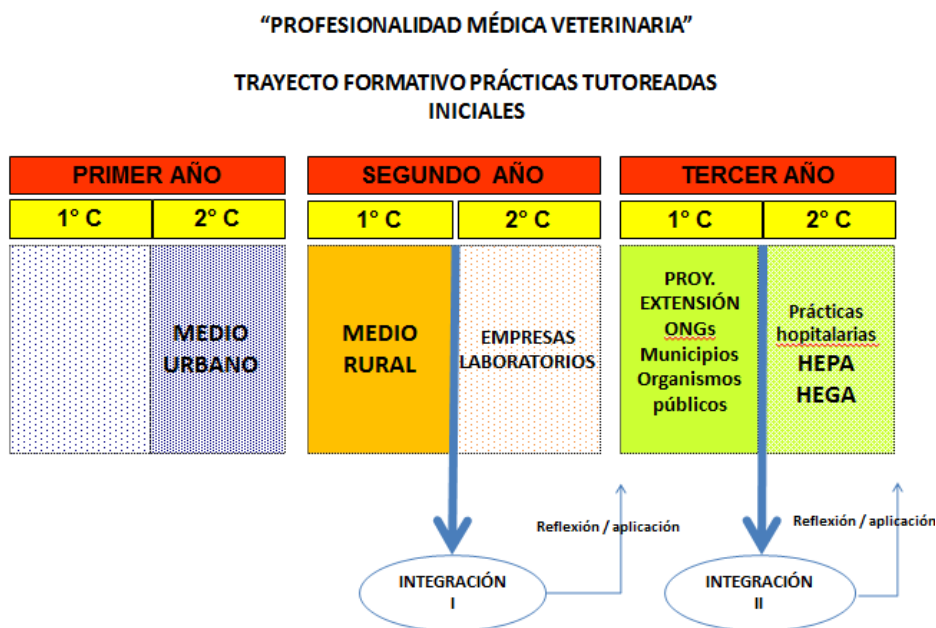 “PROFESIONALIDAD MÉDICA VETERINARIA”
TRAYECTO FORMATIVO PRÁCTICAS TUTOREADAS
INICIALES
PRIMER AÑO
SEGUNDO AÑO
TERCER AÑO
1° C
2° C
1° C
2° C
1° C
2° C
MEDIO
URBANO
MEDIO
RURAL
EMPRESAS
LABORATORIOS
PROY.
EXTENSIÓN
ONGs
Municipios
Organismos
públicos
Prácticas
hopitalarias
HEPA
HEGA
Reflexión / aplicación
Reflexión / aplicación
INTEGRACIÓN
I
INTEGRACIÓN
II